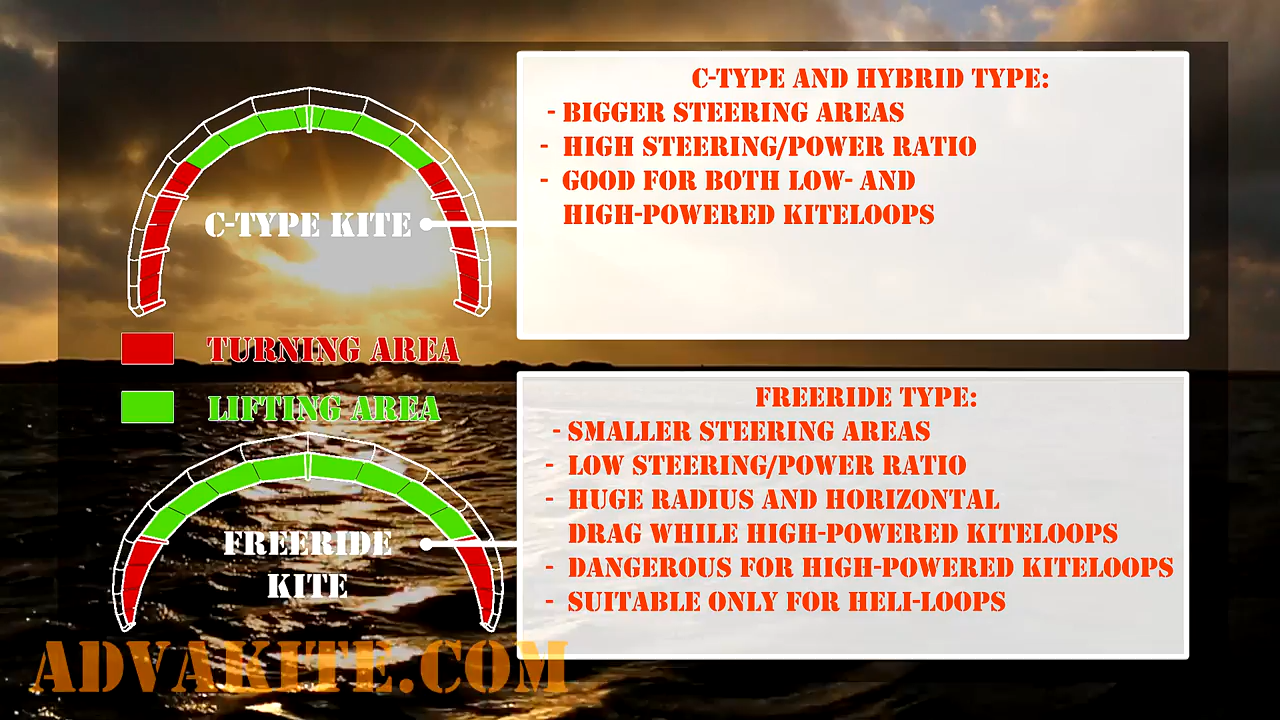 C-TYPE AND HYBRID TYPE:
- BIGGER STEERING AREAS
- HIGH STEERING/POWER RATIO
- GOOD FOR BOTH LOW- AND
HIGH-POWERED KITELOOPS
C-TYPE KITE
TURNING AREA
LIFTING AREA
FREERIDE TYPE:
- SMALLER STEERING AREAS
- LOW STEERING/POWER RATIO
- HUGE RADIUS AND HORIZONTAL
DRAG WHILE HIGH-POWERED KITELOOPS
- DANGEROUS FOR HIGH-POWERED KITELOOPS
- SUITABLE ONLY FOR HELI-LOOPS
FREERIDE
KITE
ADVAKITE.COM